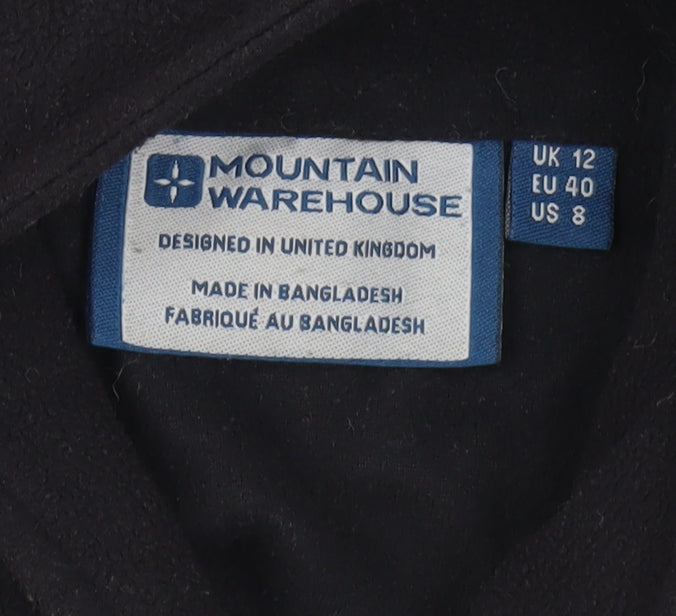 MOUNTAIN
WAREHOUSE
DESIGNED IN UNITED KINGDOM
MADE IN BANGLADESH
FABRIQUÉ AU BANGLADESH
UK 12
EU 40
US 8